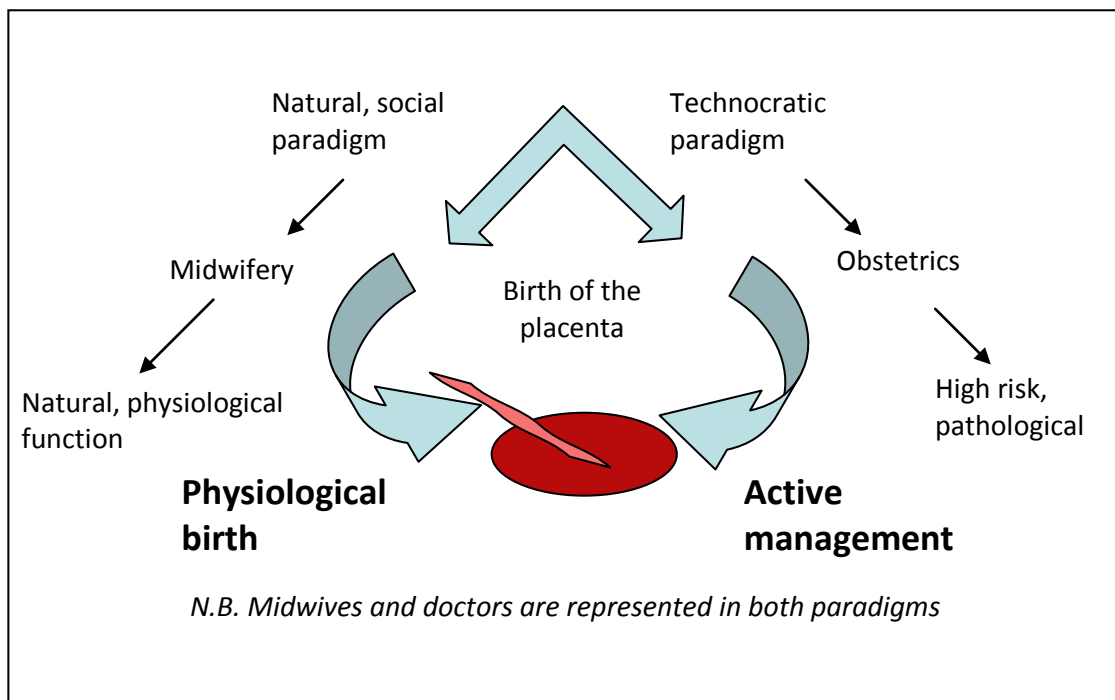 Natural, social
paradigm
Technocratic
paradigm
Midwifery
Obstetrics
Birth of the
placenta
Natural, physiological
function
High risk,
pathological
Physiological
birth
Active
management
N.B. Midwives and doctors are represented in both paradigms